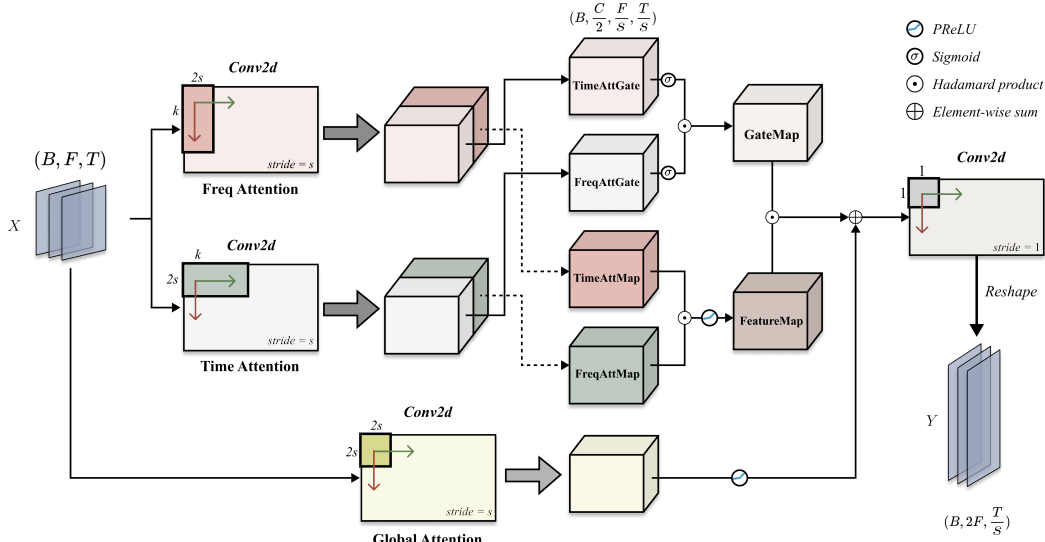 (B, C/2, F/S, T/S)
PReLU
σ Sigmoid
Hadamard product
Element-wise sum
Conv2d
2s
k
stride = s
Freq Attention
TimeAttGate
σ
GateMap
(B, F, T)
X
FreqAttGate
σ
Conv2d
1
1
stride = 1
Conv2d
k
2s
stride = s
Time Attention
TimeAttMap
FeatureMap
FreqAttMap
Reshape
Y
(B, 2F, T/S)
Conv2d
2s
2s
stride = s
Global Attention